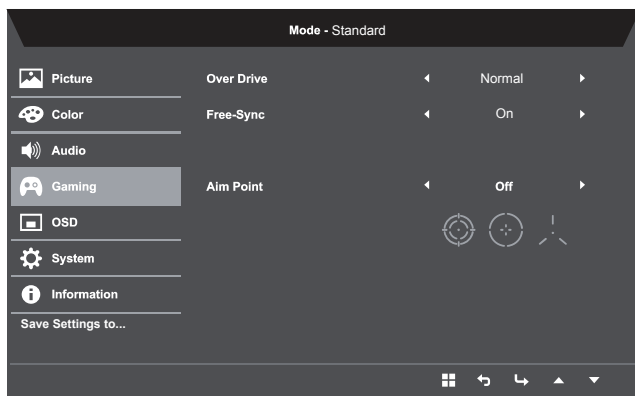 Mode - Standard
Picture
Over Drive Normal
Color
Free-Sync On
Audio
Gaming
Aim Point Off
OSD
System
Information
Save Settings to...